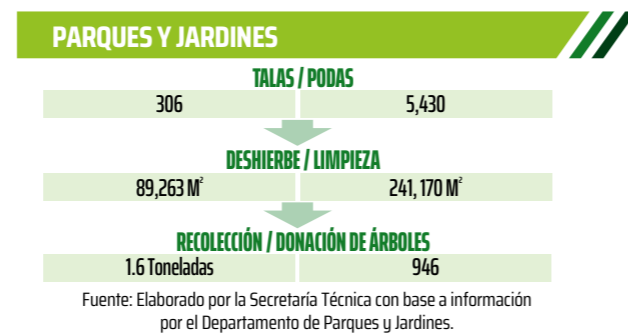 PARQUES Y JARDINES
TALAS / PODAS
306 5,430
DESHIERBE / LIMPIEZA
89,263 M² 241, 170 M²
RECOLECCIÓN / DONACIÓN DE ÁRBOLES
1.6 Toneladas 946
Fuente: Elaborado por la Secretaría Técnica con base a información
por el Departamento de Parques y Jardines.